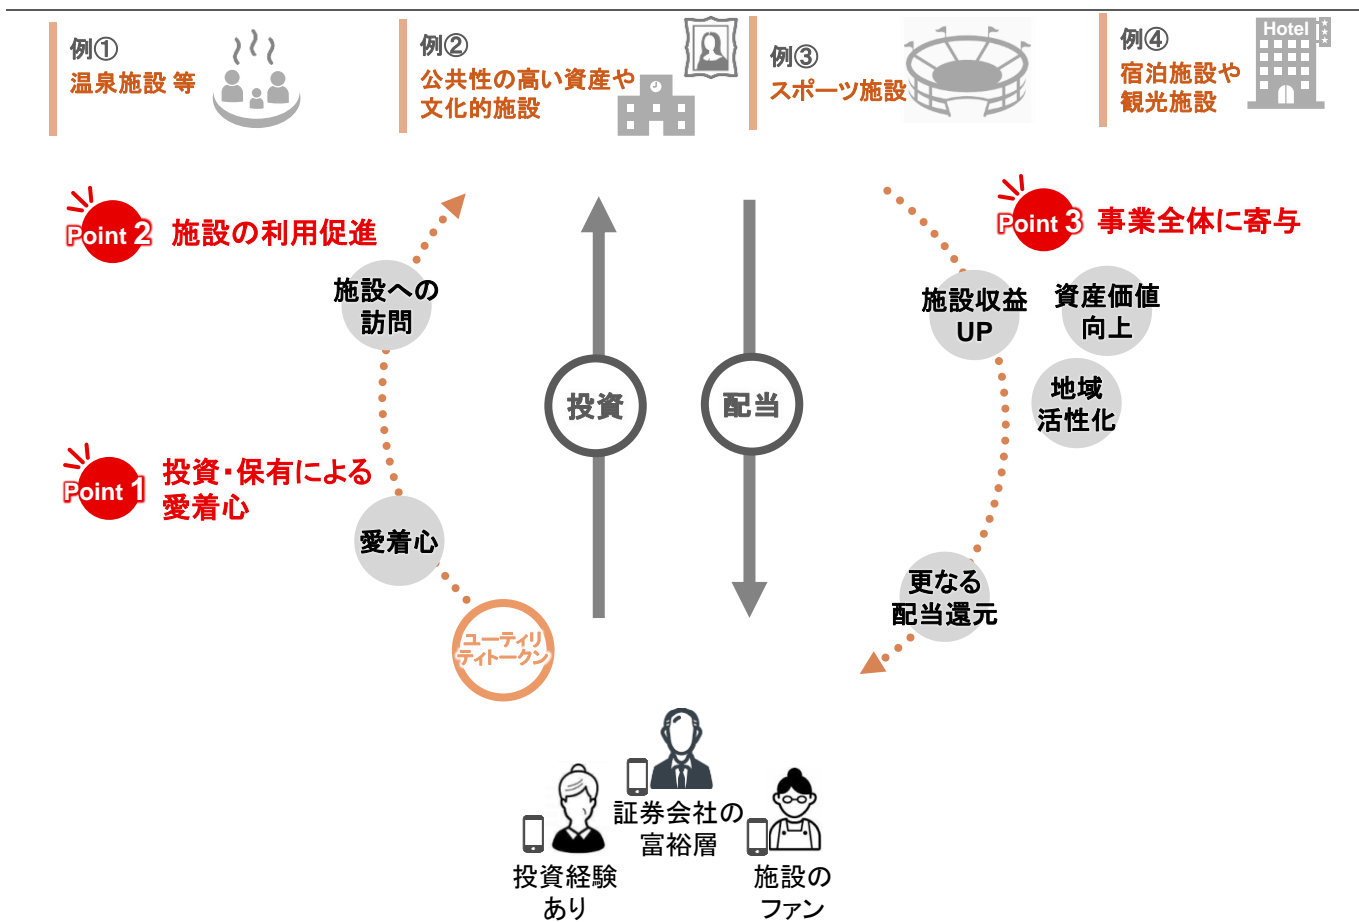 例①
温泉施設 等
例②
公共性の高い資産や
文化的施設
例③
スポーツ施設
例④
宿泊施設や
観光施設
Hotel
Point 2 施設の利用促進
Point 3 事業全体に寄与
施設への
訪問
施設収益
UP
資産価値
向上
地域
活性化
投資
配当
Point 1 投資・保有による
愛着心
愛着心
更なる
配当還元
ユーティリ
ティトークン
証券会社の
富裕層
投資経験
あり
施設の
ファン